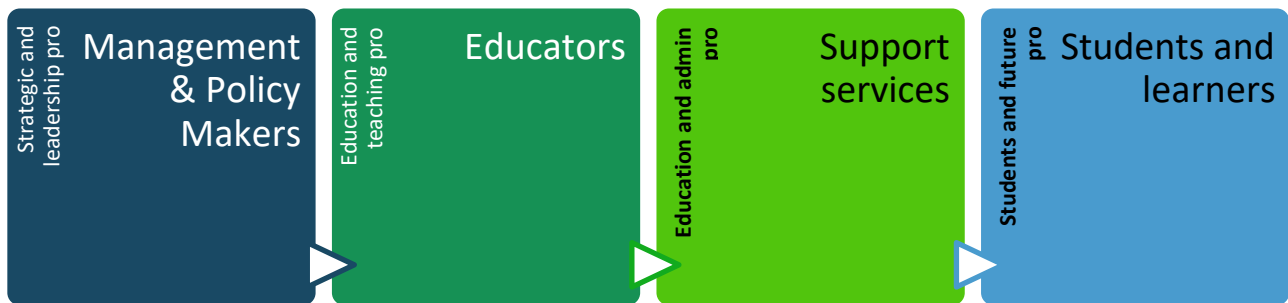 Strategic and
leadership pro
Management
& Policy
Makers
Education and
teaching pro
Educators
Education and admin
pro
Support
services
Students and future
pro
Students and
learners